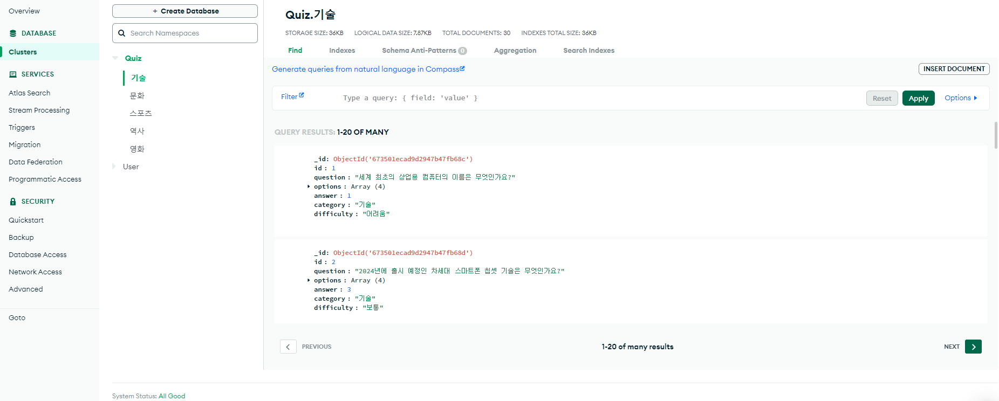 Overview
DATABASE
Clusters
SERVICES
Atlas Search
Stream Processing
Triggers
Migration
Data Federation
Programmatic Access
SECURITY
Quickstart
Backup
Database Access
Network Access
Advanced
Goto
+ Create Database
Search Namespaces
Quiz
기술
문화
스포츠
역사
영화
User
Quiz.기술
STORAGE SIZE: 36KB LOGICAL DATA SIZE: 7.87KB TOTAL DOCUMENTS: 30 INDEXES TOTAL SIZE: 36KB
Find Indexes Schema Anti-Patterns 0 Aggregation Search Indexes
Generate queries from natural language in Compass
INSERT DOCUMENT
Filter Type a query: { field: 'value' } Reset Apply Options
QUERY RESULTS: 1-20 OF MANY
_id: ObjectId('673501ecad9d2947b47fb68c')
id: 1
question: "세계 최초의 상업용 컴퓨터의 이름은 무엇인가요?"
options: Array (4)
answer: 1
category: "기술"
difficulty: "어려움"
_id: ObjectId('673501ecad9d2947b47fb68d')
id: 2
question: "2024년에 출시 예정인 차세대 스마트폰 칩셋 기술은 무엇인가요?"
options: Array (4)
answer: 3
category: "기술"
difficulty: "보통"
PREVIOUS 1-20 of many results NEXT
System Status: All Good